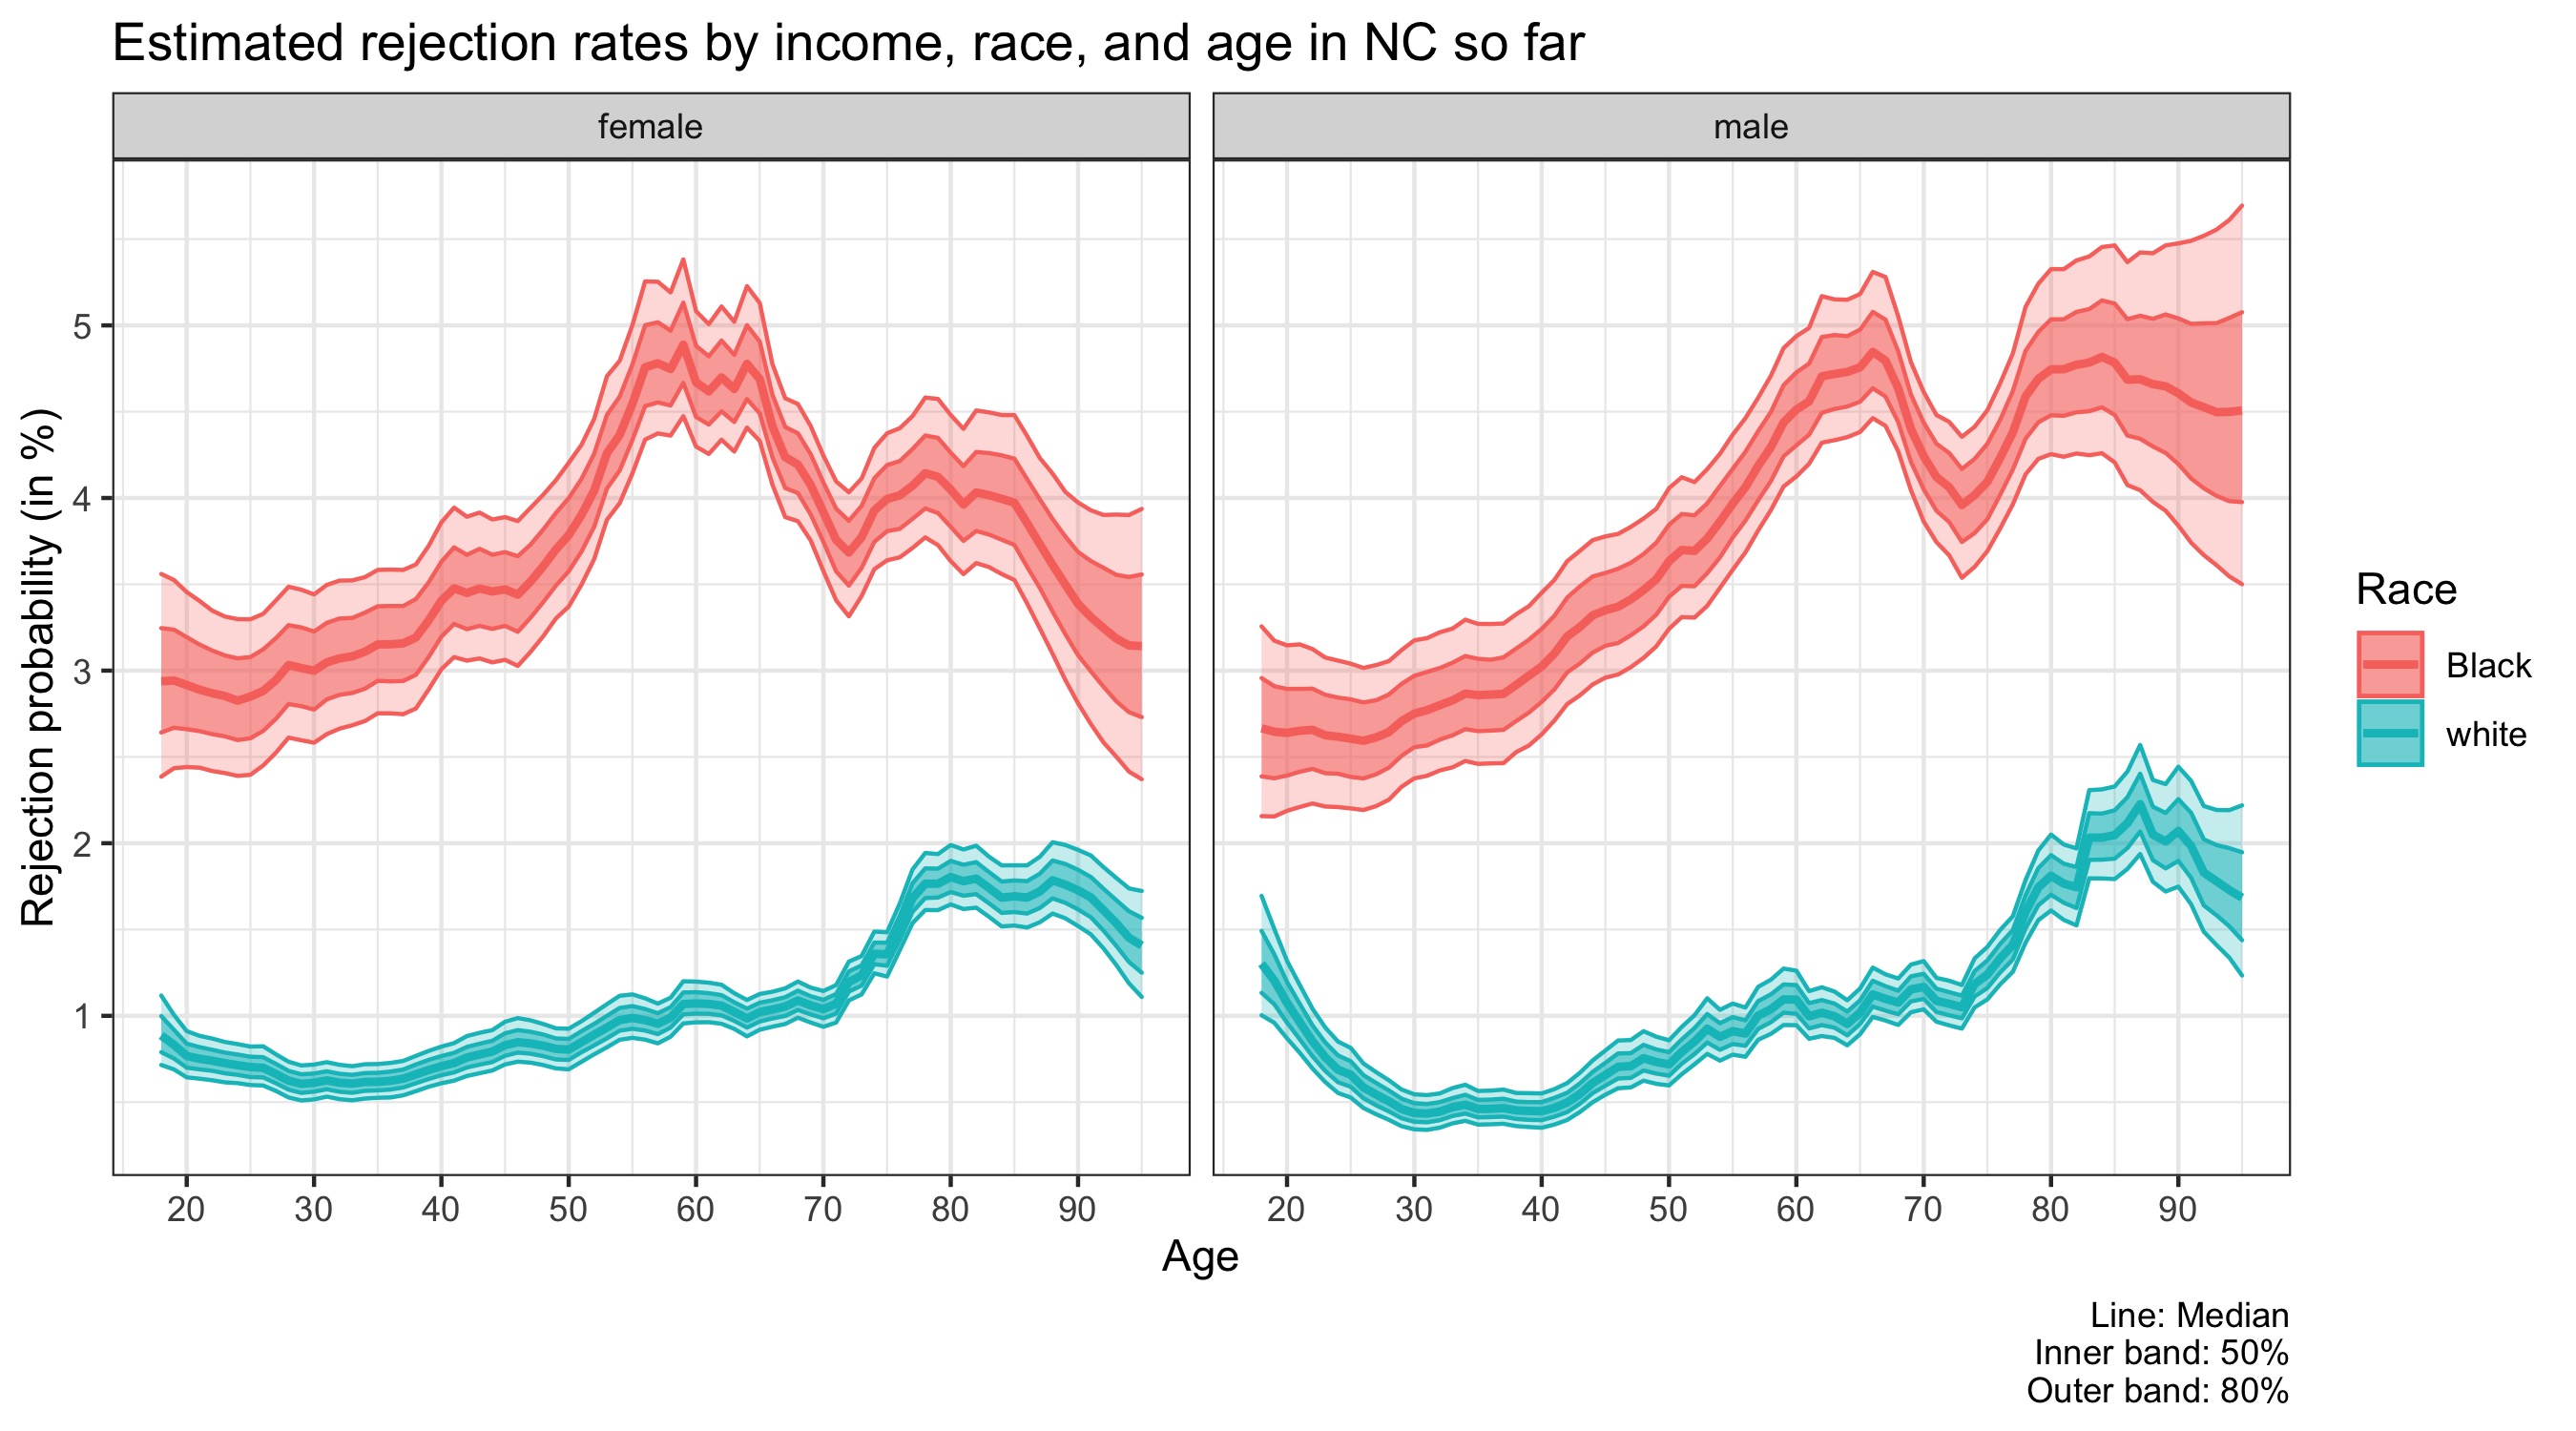 Estimated rejection rates by income, race, and age in NC so far
female
male
Rejection probability (in %)
5
4
3
2
1
20 30 40 50 60 70 80 90
20 30 40 50 60 70 80 90
Age
Race
Black
white
Line: Median
Inner band: 50%
Outer band: 80%